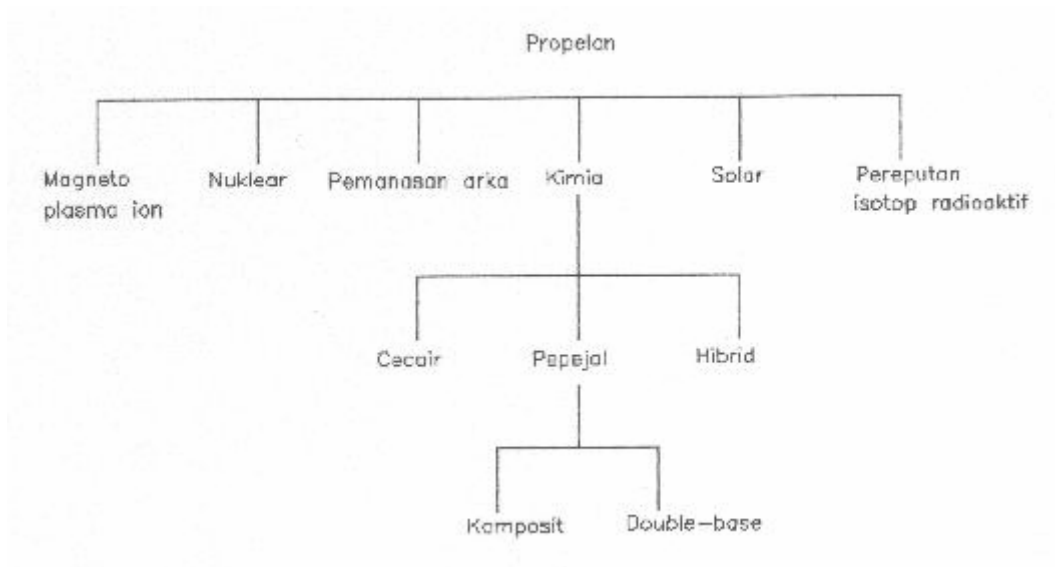 Propelan
Magneto
plasma ion
Nuklear
Pemanasan arka
Kimia
Solar
Pereputan
isotop radioaktif
Cecair
Pepejal
Hibrid
Komposit
Double-base